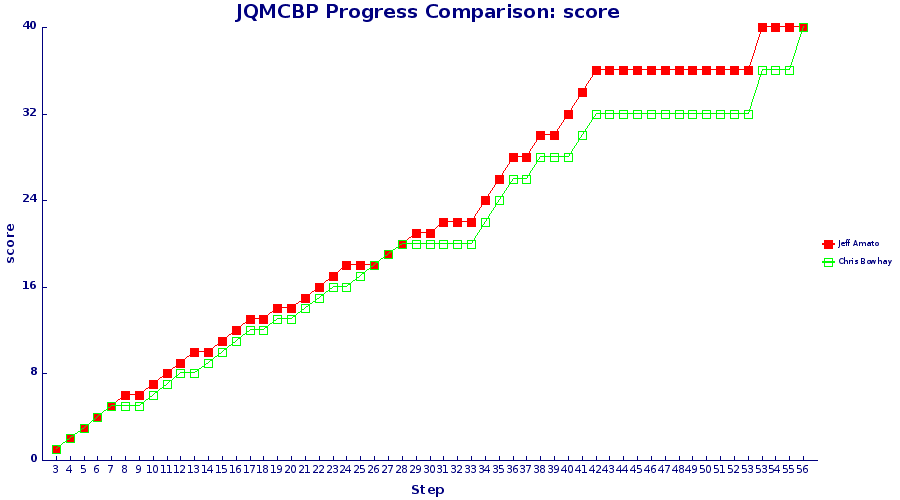 JQMCBP Progress Comparison: score
40
32
24
16
8
0
score
Jeff Amato
Chris Bowhay
3 4 5 6 7 8 9 10 11 12 13 14 15 16 17 18 19 20 21 22 23 24 25 26 27 28 29 30 31 32 33 34 35 36 37 38 39 40 41 42 43 44 45 46 47 48 49 50 51 52 53 53 54 55 56
Step